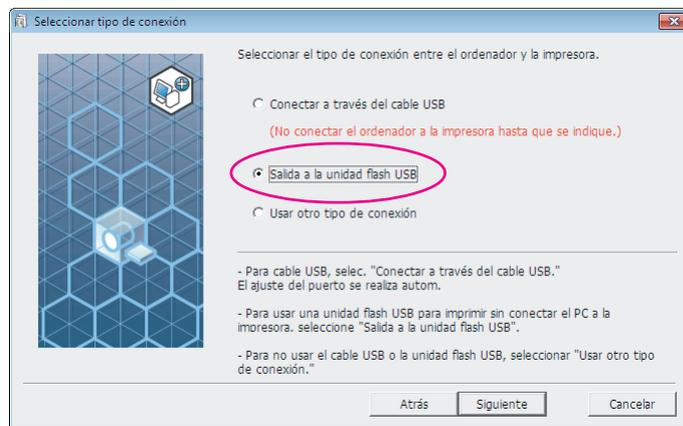 Seleccionar tipo de conexión
Seleccionar el tipo de conexión entre el ordenador y la impresora.
Conectar a través del cable USB
(No conectar el ordenador a la impresora hasta que se indique.)
Salida a la unidad flash USB
Usar otro tipo de conexión
- Para cable USB, selec. "Conectar a través del cable USB."
El ajuste del puerto se realiza autom.
- Para usar una unidad flash USB para imprimir sin conectar el PC a la
impresora. seleccione "Salida a la unidad flash USB".
- Para no usar el cable USB o la unidad flash USB, seleccionar "Usar otro tipo
de conexión."
Atrás
Siguiente
Cancelar